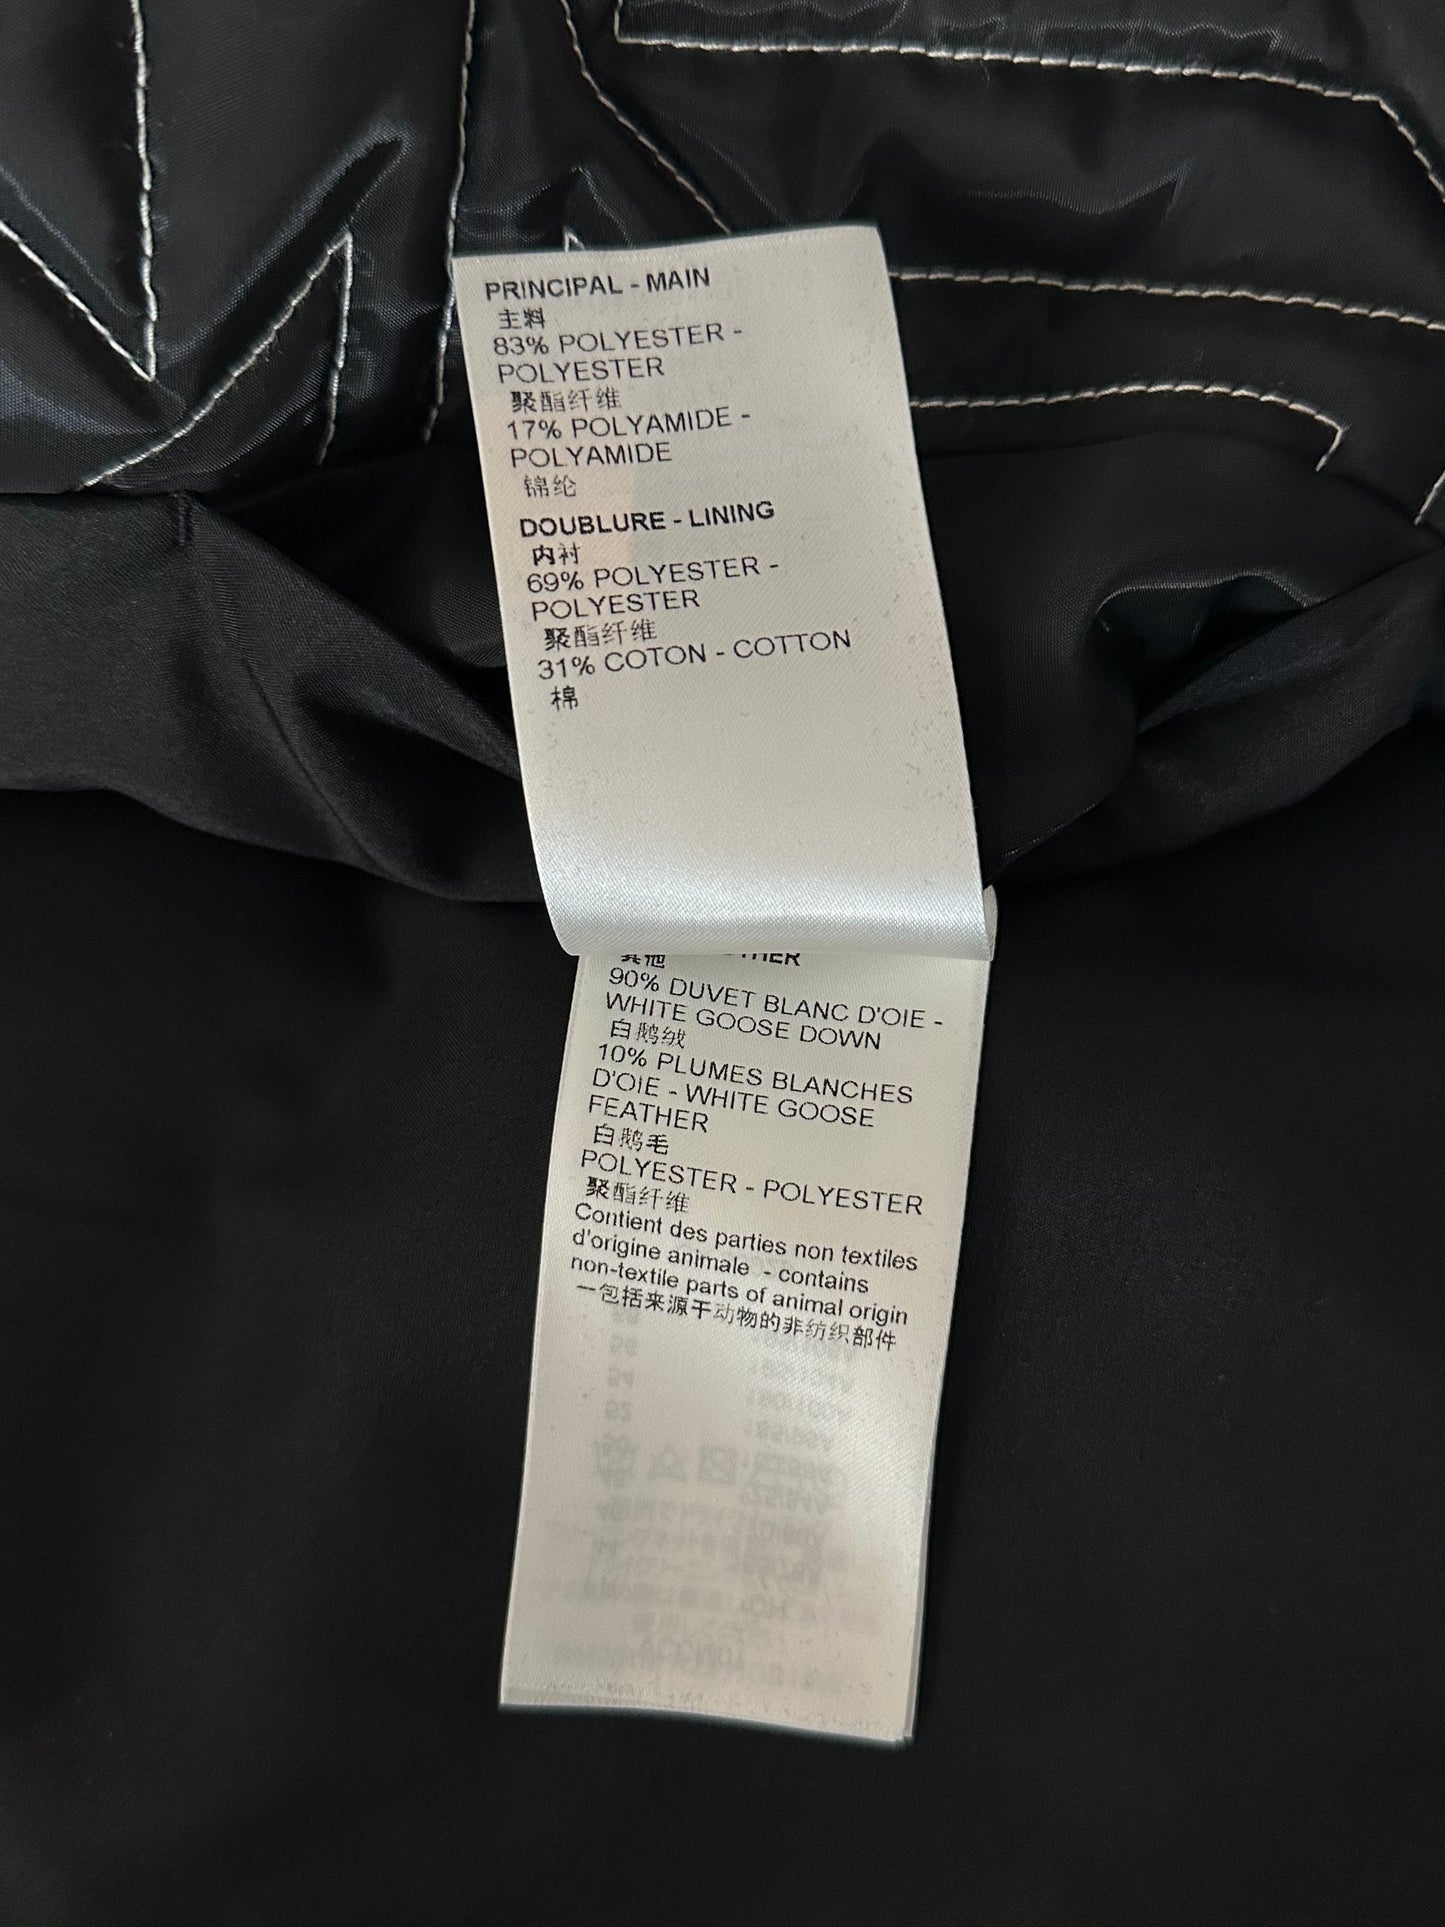 PRINCIPAL - MAIN
主料
83% POLYESTER -
POLYESTER
聚酯纤维
17% POLYAMIDE -
POLYAMIDE
锦纶
DOUBLURE - LINING
内衬
69% POLYESTER -
POLYESTER
聚酯纤维
31% COTON - COTTON
棉
其他
90% DUVET BLANC D'OIE -
WHITE GOOSE DOWN
白鹅绒
10% PLUMES BLANCHES
D'OIE - WHITE GOOSE
FEATHER
白鹅毛
POLYESTER - POLYESTER
聚酯纤维
Contient des parties non textiles
d'origine animale - contains
non-textile parts of animal origin
一包括来源于动物的非纺织部件